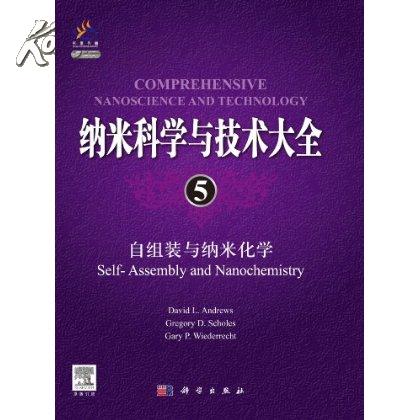 COMPREHENSIVE
NANOSCIENCE AND TECHNOLOGY
纳米科学与技术大全
5
自组装与纳米化学
Self- Assembly and Nanochemistry
David L. Andrews
Gregory D. Scholes
Gary P. Wiederrecht
科学出版社